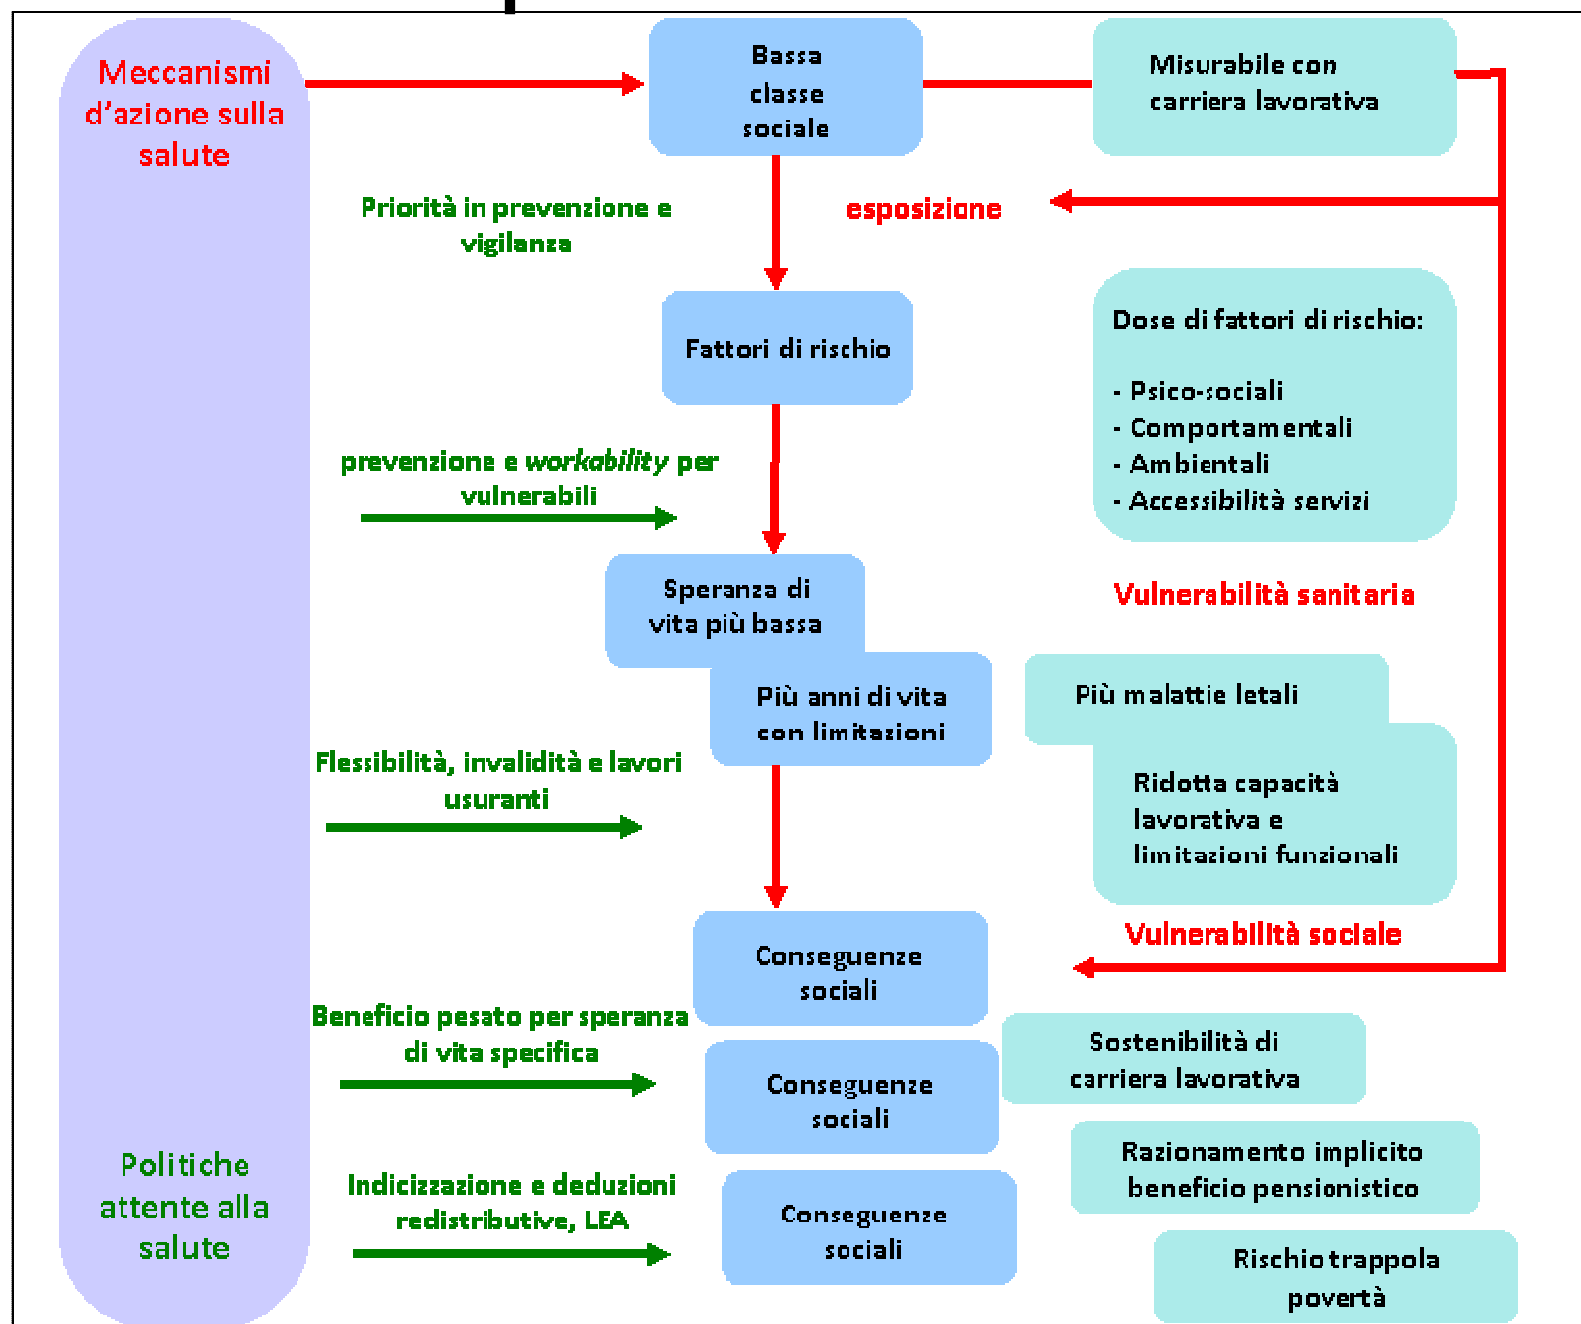 Meccanismi
d'azione sulla
salute
Bassa
classe
sociale
Misurabile con
carriera lavorativa
Priorità in prevenzione e
vigilanza
esposizione
Fattori di rischio
Dose di fattori di rischio:
- Psico-sociali
- Comportamentali
- Ambientali
- Accessibilità servizi
prevenzione e workability per
vulnerabili
Speranza di
vita più bassa
Vulnerabilità sanitaria
Più anni di vita
con limitazioni
Più malattie letali
Flessibilità, invalidità e lavori
usuranti
Ridotta capacità
lavorativa e
limitazioni funzionali
Vulnerabilità sociale
Conseguenze
sociali
Beneficio pesato per speranza
di vita specifica
Conseguenze
sociali
Sostenibilità di
carriera lavorativa
Politiche
attente alla
salute
Indicizzazione e deduzioni
redistributive, LEA
Conseguenze
sociali
Razionamento implicito
beneficio pensionistico
Rischio trappola
povertà